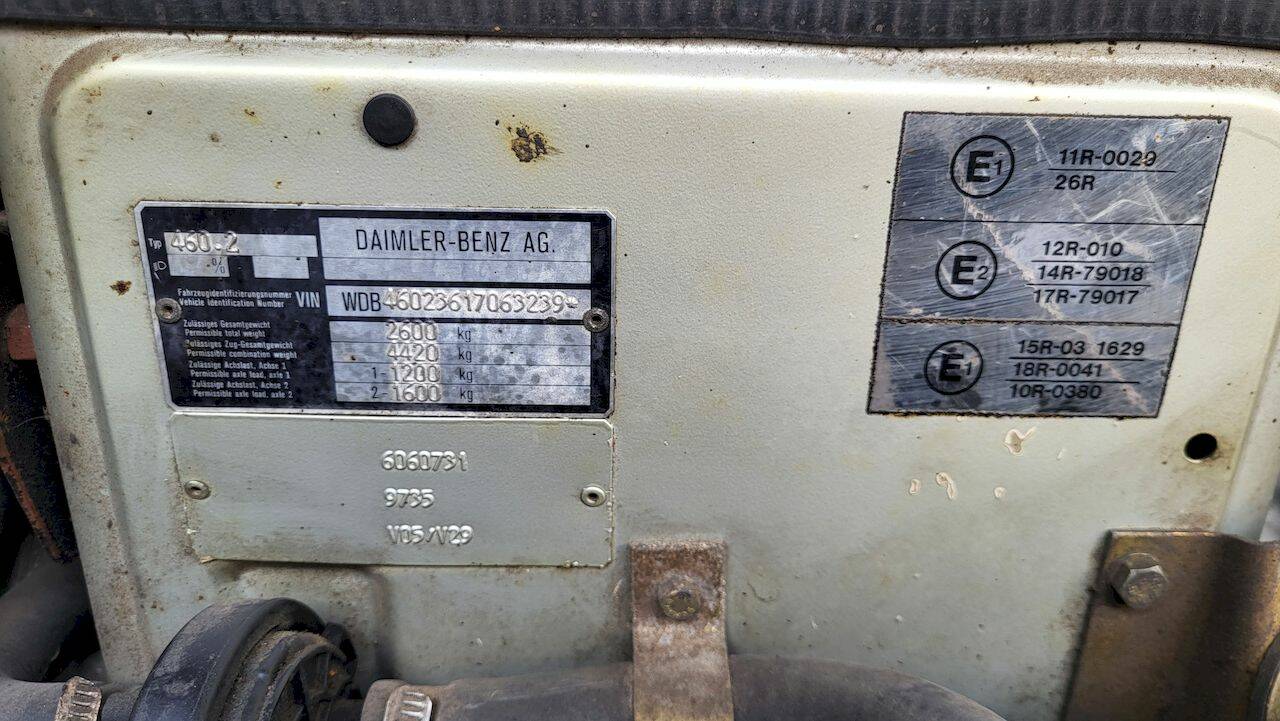 Typ 460.2
DAIMLER-BENZ AG.
%
Fahrzeugidentifizierungsnummer
Vehicle Identification Number VIN WDB46023617063239*
Zulässiges Gesamtgewicht
Permissible total weight 2600 kg
Zulässiges Zug-Gesamtgewicht
Permissible combination weight 4420 kg
Zulässige Achslast, Achse 1
Permissible axle load, axle 1 1-1200 kg
Zulässige Achslast, Achse 2
Permissible axle load, axle 2 2-1600 kg
6060731
9735
V05/V29
E1 11R-0029
26R
E2 12R-010
14R-79018
17R-79017
E1 15R-03 1629
18R-0041
10R-0380